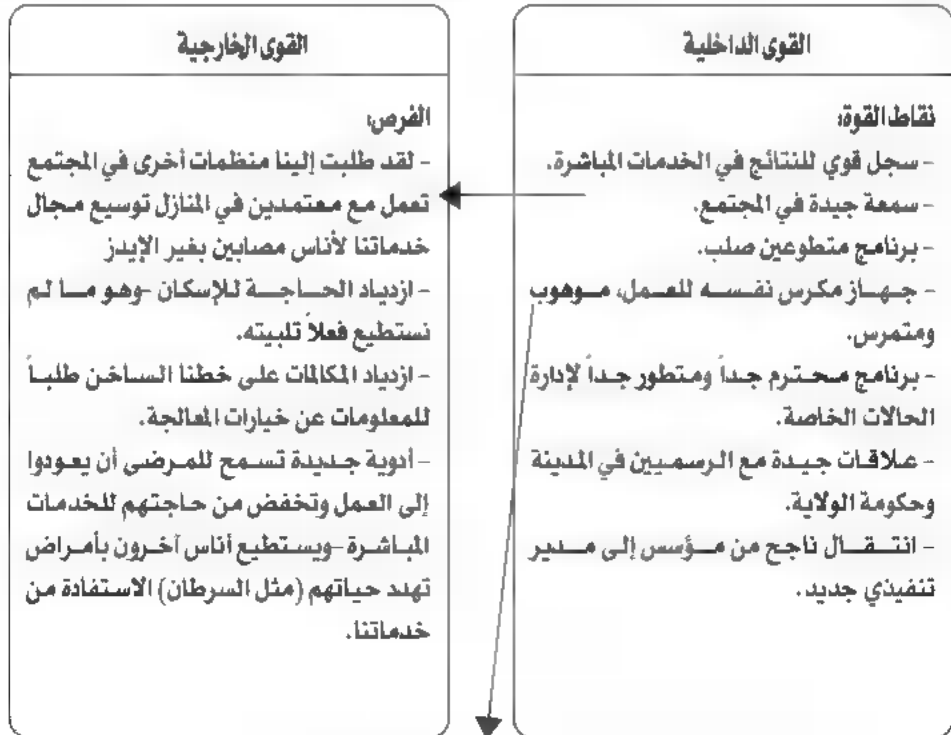 القوى الداخلية
نقاط القوة:
- سجل قوي للنتائج في الخدمات المباشرة.
- سمعة جيدة في المجتمع.
- برنامج متطوعين صلب.
- جهاز مكرس نفسه للعمل، موهوب
ومتمرس.
- برنامج محترم جداً ومتطور جداً لإدارة
الحالات الخاصة.
- علاقات جيدة مع الرسميين في المدينة
وحكومة الولاية.
- انتقال ناجح من مؤسس إلى مدير
تنفيذي جديد.
القوى الخارجية
الفرص:
- لقد طلبت إلينا منظمات أخرى في المجتمع
تعمل مع معتمدين في المنازل توسيع مجال
خدماتنا لأناس مصابين بغير الإيدز
- ازدياد الحاجة للإسكان -وهو ما لم
نستطيع فعلاً تلبيته.
- ازدياد المكالمات على خطنا الساخن طلباً
للمعلومات عن خيارات المعالجة.
- أدوية جديدة تسمح للمرضى أن يعودوا
إلى العمل وتخفض من حاجتهم للخدمات
المباشرة -ويستطيع أناس آخرون بأمراض
تهدد حياتهم (مثل السرطان) الاستفادة من
خدماتنا.